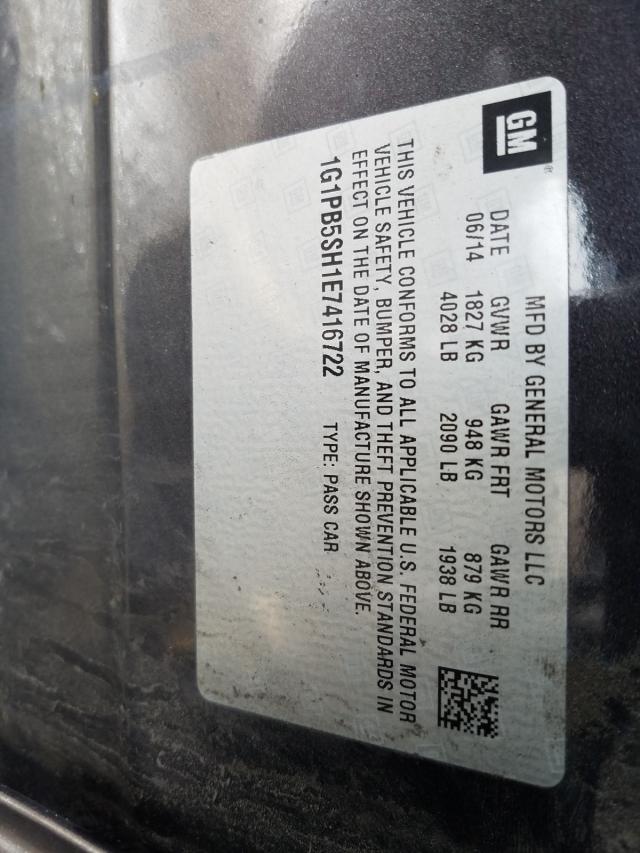 GM
MFD BY GENERAL MOTORS LLC
DATE GVWR GAWR FRT GAWR RR
06/14 1827 KG 948 KG 879 KG
4028 LB 2090 LB 1938 LB
THIS VEHICLE CONFORMS TO ALL APPLICABLE U.S. FEDERAL MOTOR
VEHICLE SAFETY, BUMPER, AND THEFT PREVENTION STANDARDS IN
EFFECT ON THE DATE OF MANUFACTURE SHOWN ABOVE.
1G1PB5SH1E7416722 TYPE: PASS CAR